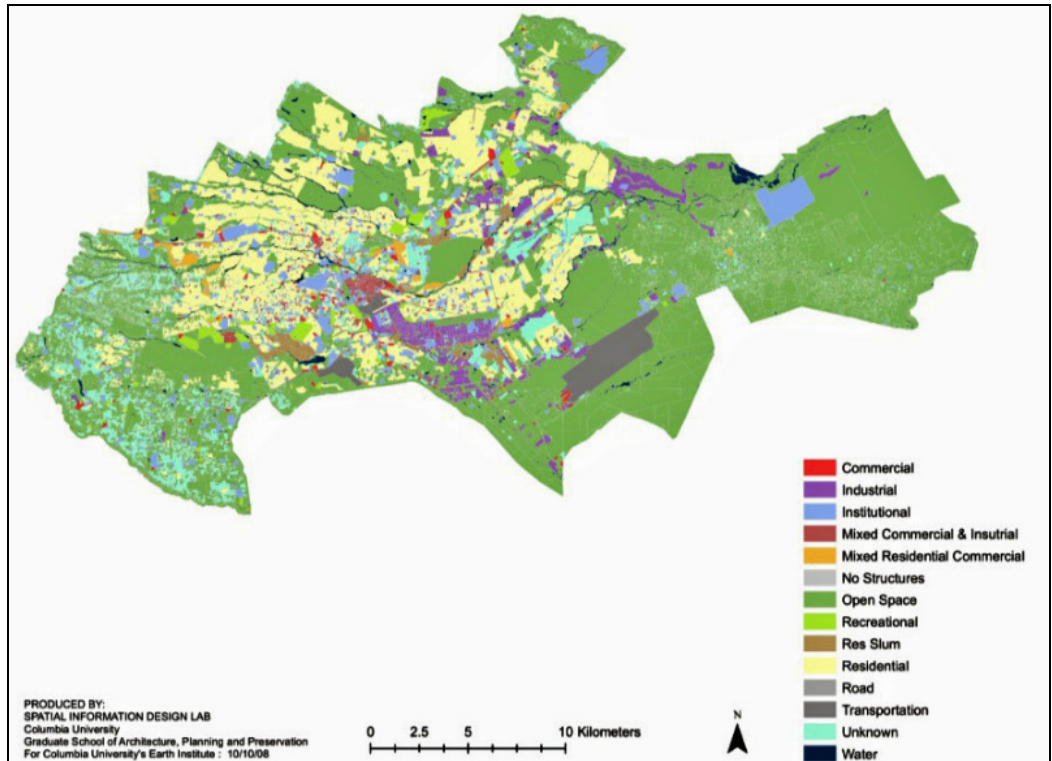 Commercial
Industrial
Institutional
Mixed Commercial & Insutrial
Mixed Residential Commercial
No Structures
Open Space
Recreational
Res Slum
Residential
Road
Transportation
Unknown
Water
PRODUCED BY:
SPATIAL INFORMATION DESIGN LAB
Columbia University
Graduate School of Architecture, Planning and Preservation
For Columbia University's Earth Institute : 10/10/08
0 2.5 5 10 Kilometers
N